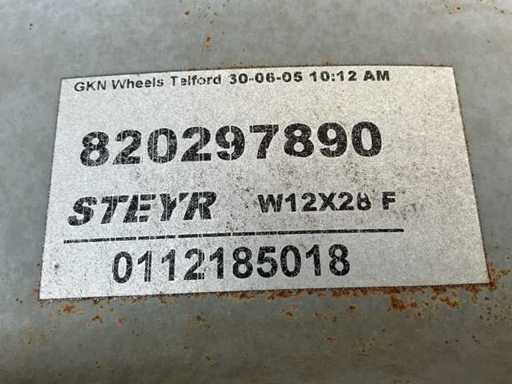 GKN Wheels Telford 30-06-05 10:12 AM
820297890
STEYR W12X28 F
0112185018